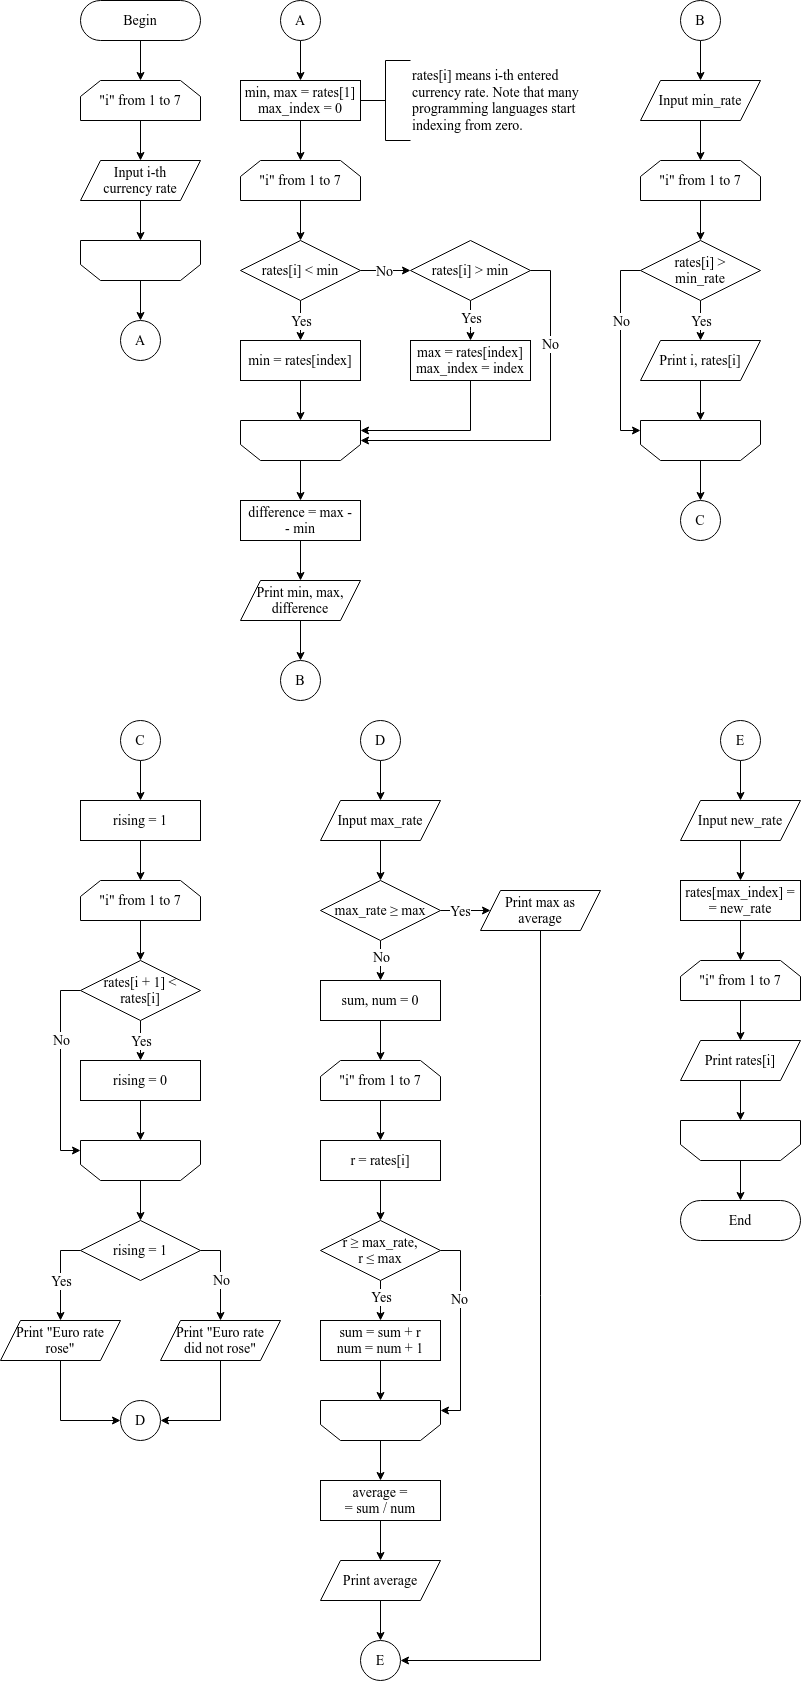 Begin
"i" from 1 to 7
Input i-th
currency rate
A
A
min, max = rates[1]
max_index = 0
rates[i] means i-th entered
currency rate. Note that many
programming languages start
indexing from zero.
"i" from 1 to 7
rates[i] < min
No
rates[i] > min
Yes
Yes
No
min = rates[index]
max = rates[index]
max_index = index
difference = max -
- min
Print min, max,
difference
B
B
Input min_rate
"i" from 1 to 7
rates[i] >
min_rate
No
Yes
Print i, rates[i]
C
C
rising = 1
"i" from 1 to 7
rates[i + 1] <
rates[i]
No
Yes
rising = 0
rising = 1
Yes
No
Print "Euro rate
rose"
Print "Euro rate
did not rose"
D
D
Input max_rate
max_rate ≥ max
Yes
Print max as
average
No
sum, num = 0
"i" from 1 to 7
r = rates[i]
r ≥ max_rate,
r ≤ max
Yes
No
sum = sum + r
num = num + 1
average =
= sum / num
Print average
E
E
Input new_rate
rates[max_index] =
= new_rate
"i" from 1 to 7
Print rates[i]
End